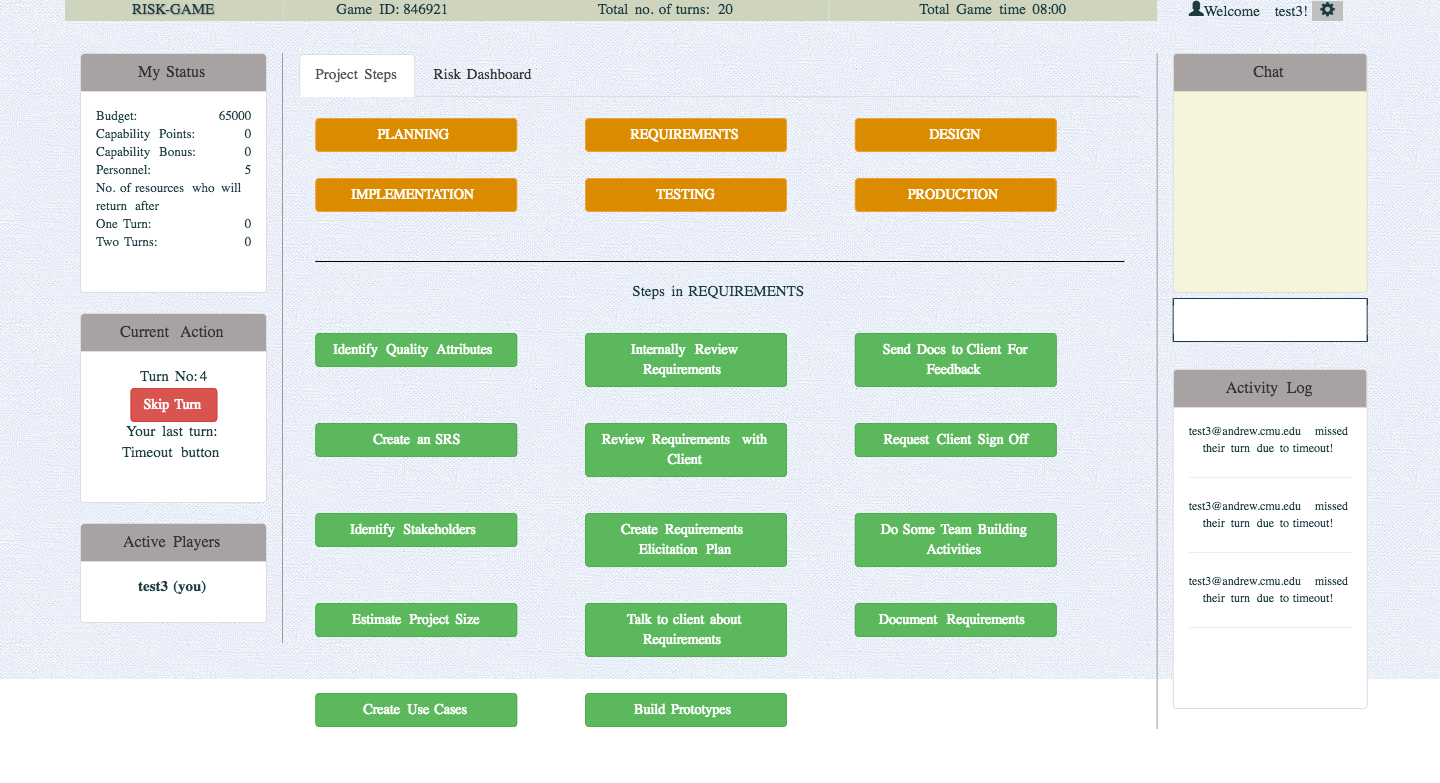 RISK-GAME Game ID: 846921 Total no. of turns: 20 Total Game time 08:00 Welcome test3!
My Status
Budget: 65000
Capability Points: 0
Capability Bonus: 0
Personnel: 5
No. of resources who will
return after
One Turn: 0
Two Turns: 0
Current Action
Turn No: 4
Skip Turn
Your last turn:
Timeout button
Active Players
test3 (you)
Project Steps Risk Dashboard
PLANNING REQUIREMENTS DESIGN
IMPLEMENTATION TESTING PRODUCTION
Steps in REQUIREMENTS
Identify Quality Attributes
Internally Review
Requirements
Send Docs to Client For
Feedback
Create an SRS
Review Requirements with
Client
Request Client Sign Off
Identify Stakeholders
Create Requirements
Elicitation Plan
Do Some Team Building
Activities
Estimate Project Size
Talk to client about
Requirements
Document Requirements
Create Use Cases
Build Prototypes
Chat
Activity Log
test3@andrew.cmu.edu missed
their turn due to timeout!
test3@andrew.cmu.edu missed
their turn due to timeout!
test3@andrew.cmu.edu missed
their turn due to timeout!